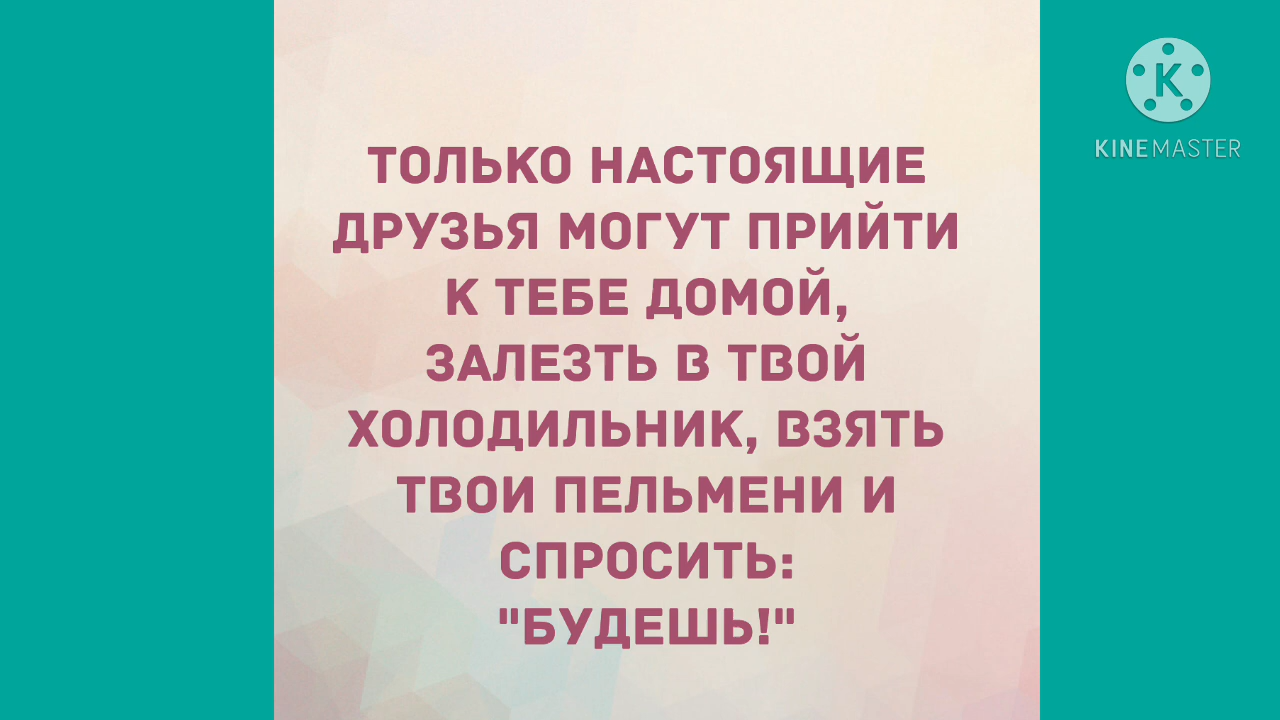 ТОЛЬКО НАСТОЯЩИЕ
ДРУЗЬЯ МОГУТ ПРИЙТИ
К ТЕБЕ ДОМОЙ,
ЗАЛЕЗТЬ В ТВОЙ
ХОЛОДИЛЬНИК, ВЗЯТЬ
ТВОИ ПЕЛЬМЕНИ И
СПРОСИТЬ:
"БУДЕШЬ!"
K
KINEMASTER